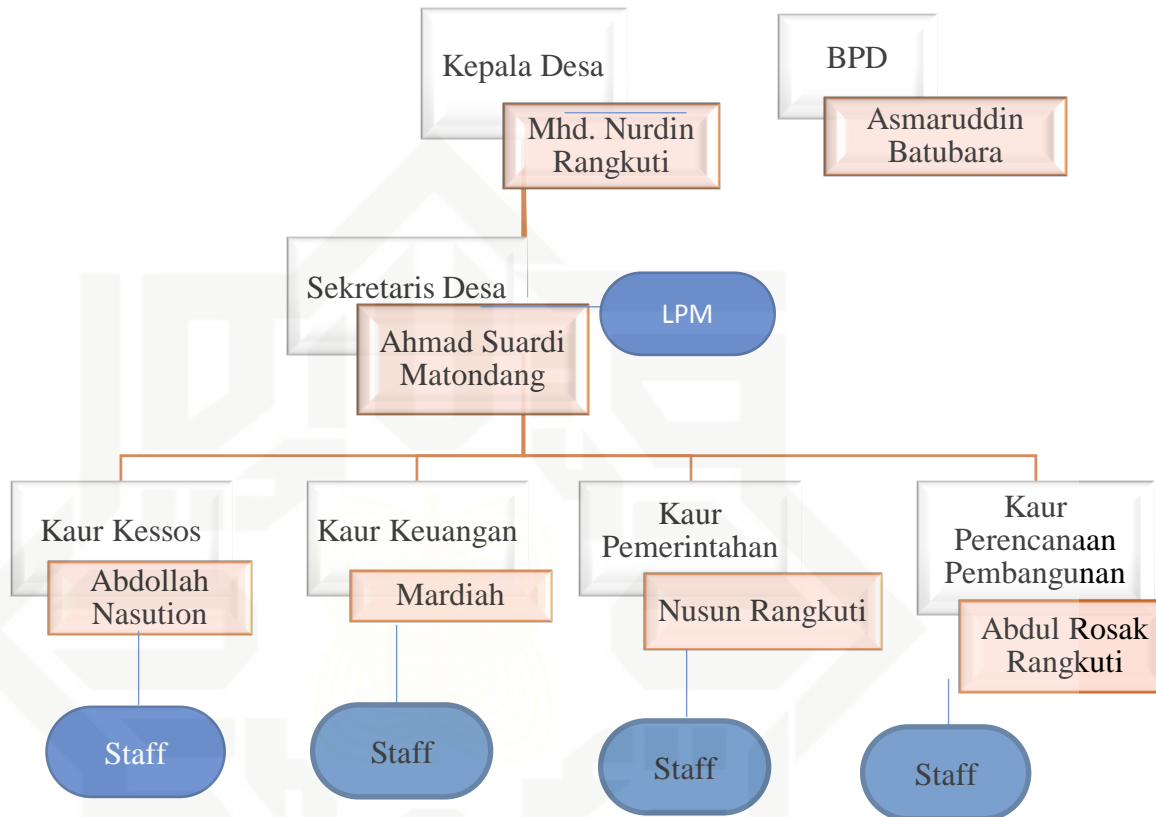 Kepala Desa
Mhd. Nurdin
Rangkuti
BPD
Asmaruddin
Batubara
Sekretaris Desa
Ahmad Suardi
Matondang
LPM
Kaur Kessos
Abdollah
Nasution
Kaur Keuangan
Mardiah
Kaur
Pemerintahan
Nusun Rangkuti
Kaur
Perencanaan
Pembangunan
Abdul Rosak
Rangkuti
Staff
Staff
Staff
Staff